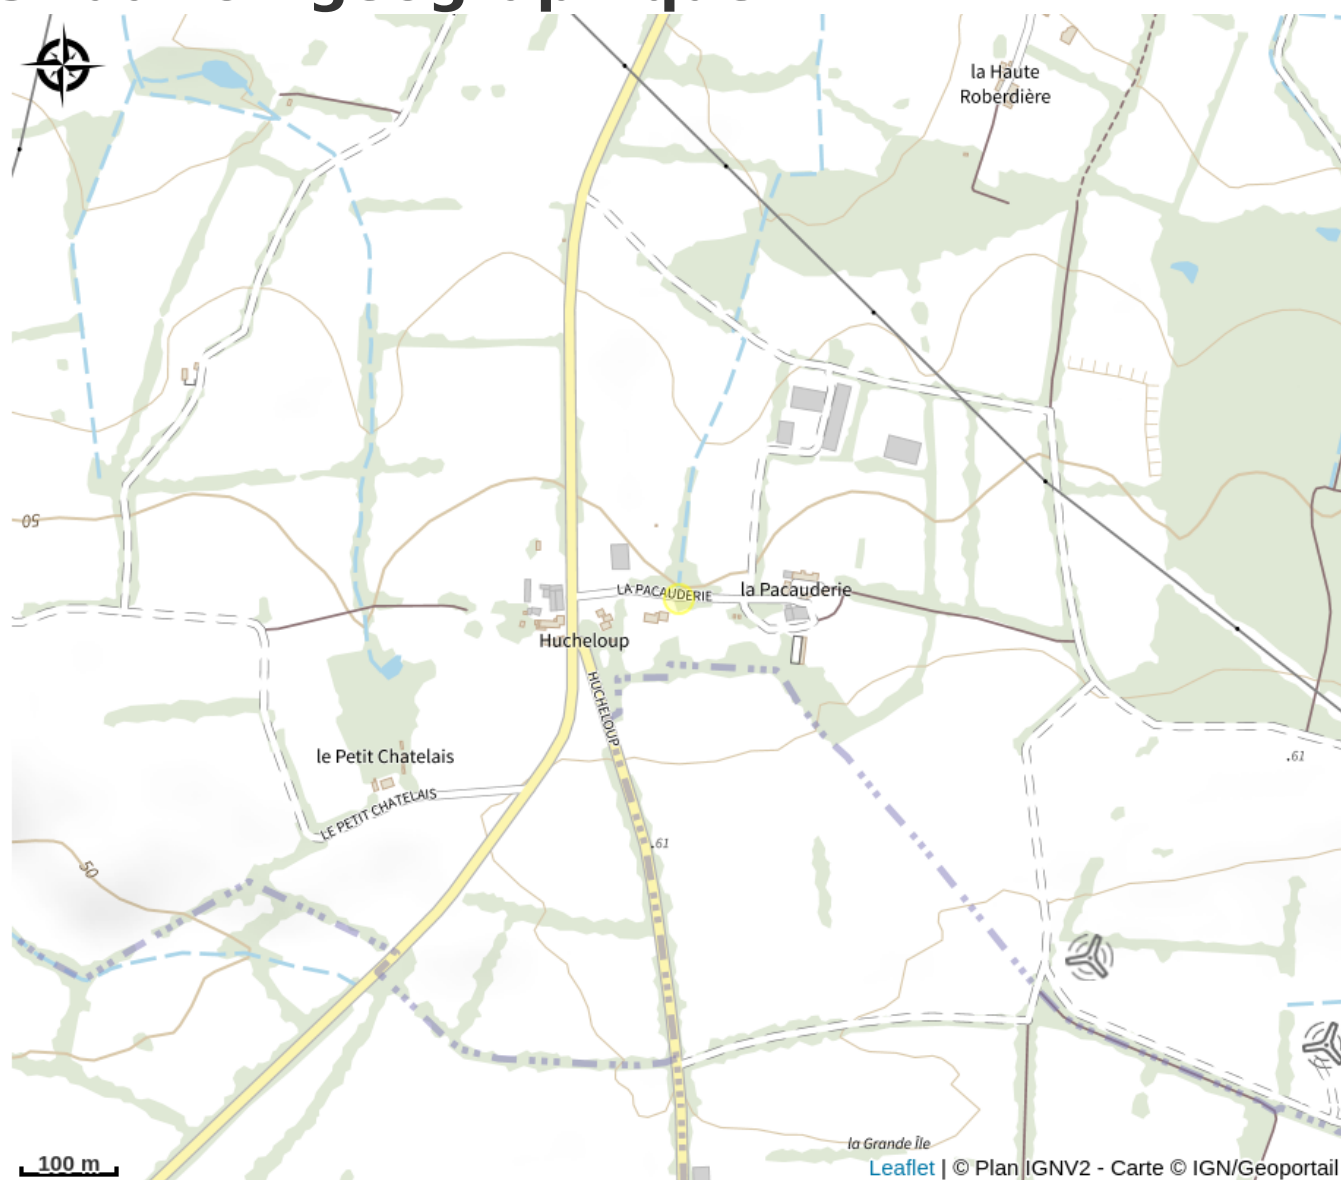 la Haute
Roberdière
50
LA PACAUDERIE
la Pacauderie
Hucheloup
HUCHELOUP
le Petit Chatelais
LE PETIT CHATELAIS
.61
.61
50
la Grande Île
100 m
Leaflet | © Plan IGNV2 - Carte © IGN/Geoportail